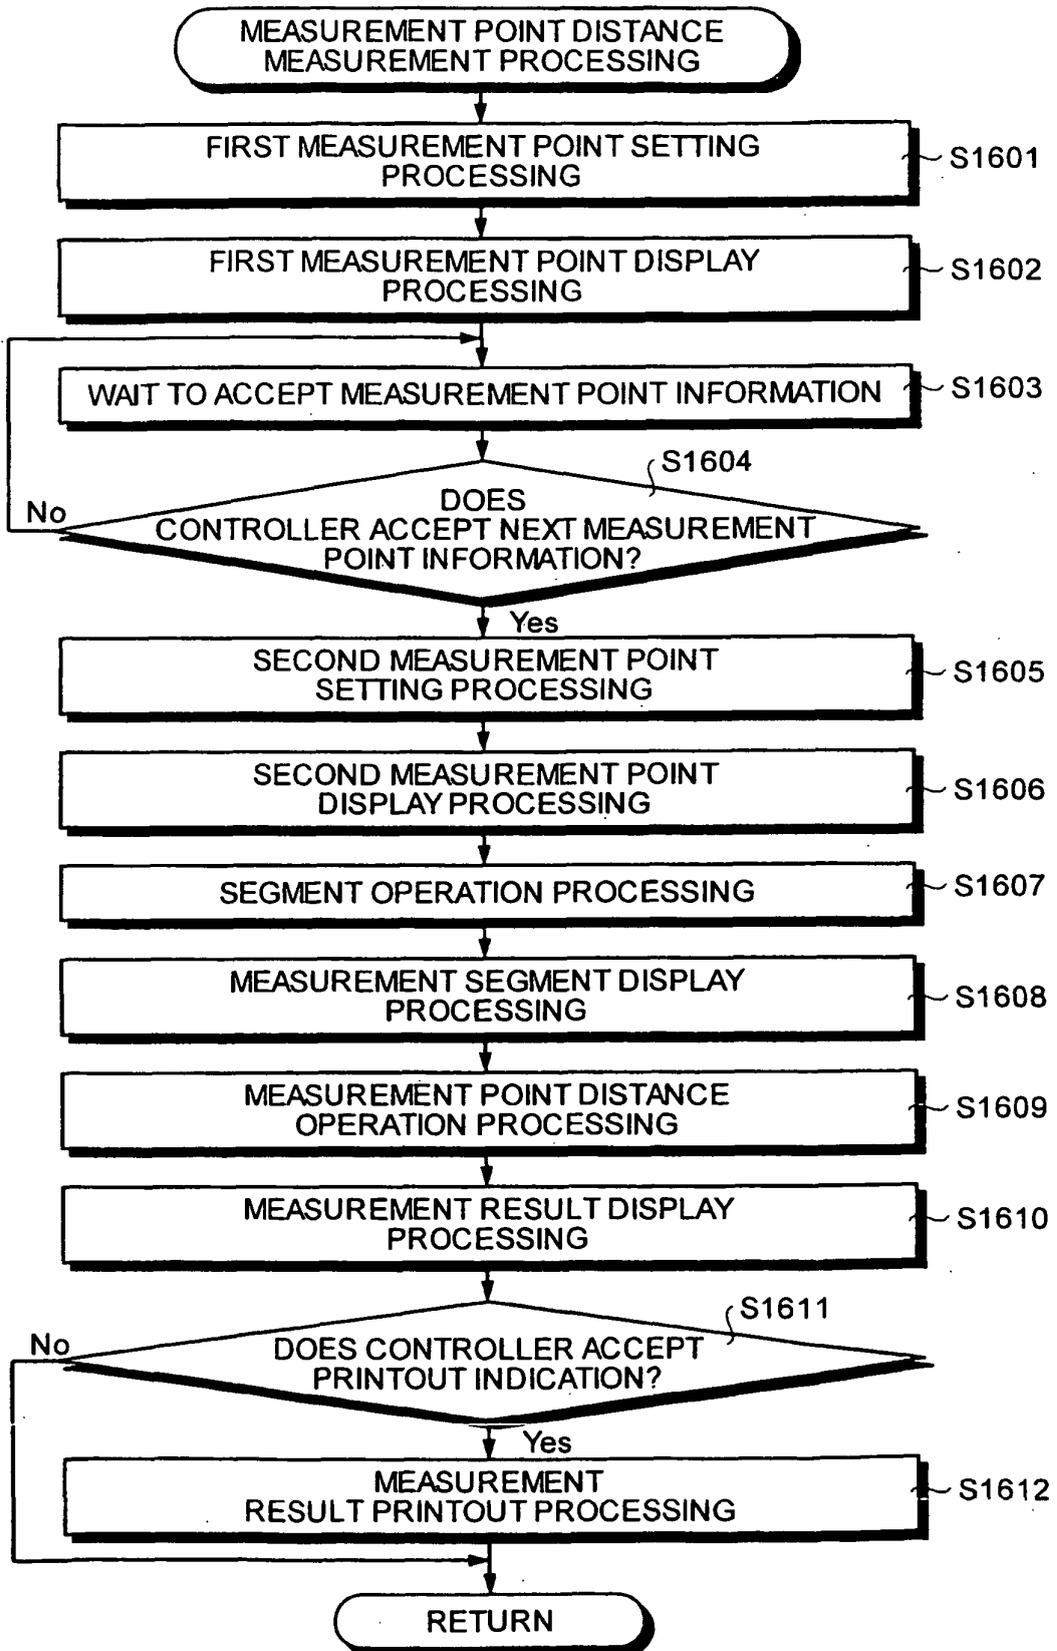 MEASUREMENT POINT DISTANCE
MEASUREMENT PROCESSING
FIRST MEASUREMENT POINT SETTING
PROCESSING
S1601
FIRST MEASUREMENT POINT DISPLAY
PROCESSING
S1602
WAIT TO ACCEPT MEASUREMENT POINT INFORMATION
S1603
S1604
DOES
CONTROLLER ACCEPT NEXT MEASUREMENT
POINT INFORMATION?
No
Yes
SECOND MEASUREMENT POINT
SETTING PROCESSING
S1605
SECOND MEASUREMENT POINT
DISPLAY PROCESSING
S1606
SEGMENT OPERATION PROCESSING
S1607
MEASUREMENT SEGMENT DISPLAY
PROCESSING
S1608
MEASUREMENT POINT DISTANCE
OPERATION PROCESSING
S1609
MEASUREMENT RESULT DISPLAY
PROCESSING
S1610
S1611
DOES CONTROLLER ACCEPT
PRINTOUT INDICATION?
No
Yes
MEASUREMENT
RESULT PRINTOUT PROCESSING
S1612
RETURN